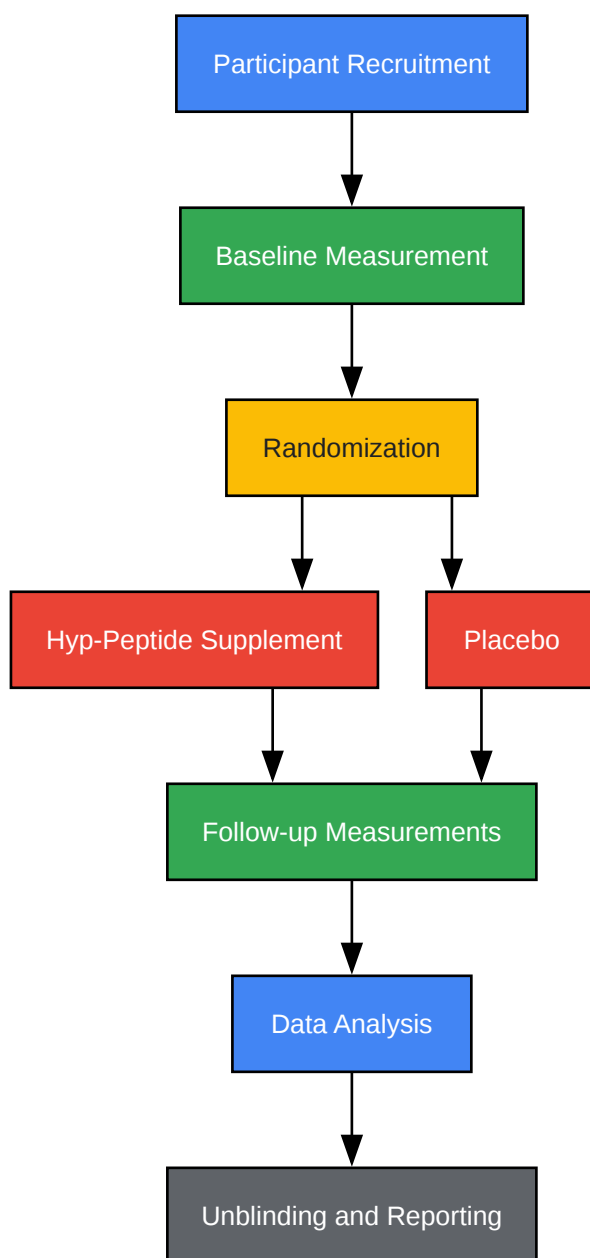 Participant Recruitment
Baseline Measurement
Randomization
Hyp-Peptide Supplement
Placebo
Follow-up Measurements
Data Analysis
Unblinding and Reporting